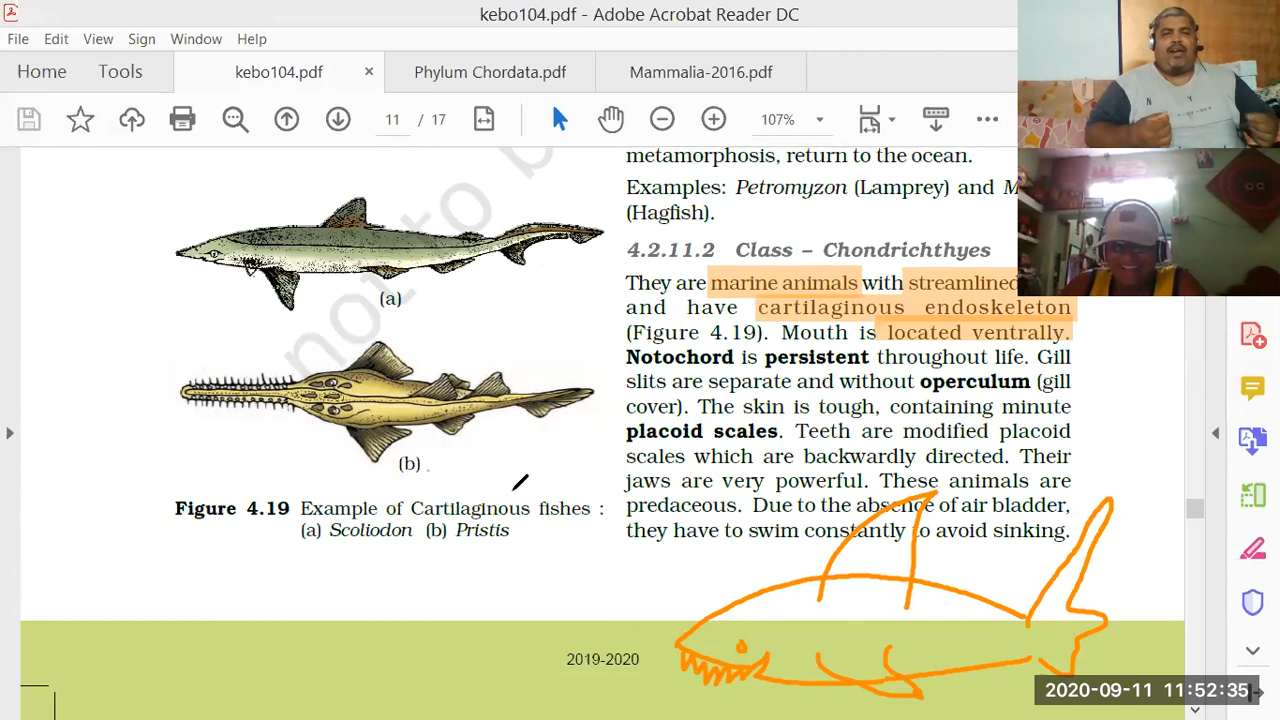 kebo104.pdf - Adobe Acrobat Reader DC
File Edit View Sign Window Help
Home Tools kebo104.pdf × Phylum Chordata.pdf Mammalia-2016.pdf
11 / 17 107%
not to b
metamorphosis, return to the ocean.
Examples: Petromyzon (Lamprey) and M
(Hagfish).
4.2.11.2 Class – Chondrichthyes
They are marine animals with streamlined
and have cartilaginous endoskeleton
(Figure 4.19). Mouth is located ventrally.
Notochord is persistent throughout life. Gill
slits are separate and without operculum (gill
cover). The skin is tough, containing minute
placoid scales. Teeth are modified placoid
scales which are backwardly directed. Their
jaws are very powerful. These animals are
predaceous. Due to the absence of air bladder,
they have to swim constantly to avoid sinking.
(a)
(b)
Figure 4.19 Example of Cartilaginous fishes :
(a) Scoliodon (b) Pristis
2019-2020
N Y
2020-09-11 11:52:35